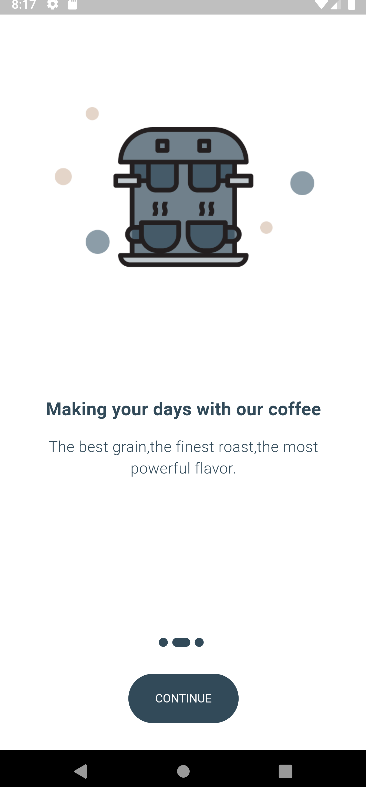 8:17
Making your days with our coffee
The best grain,the finest roast,the most
powerful flavor.
CONTINUE